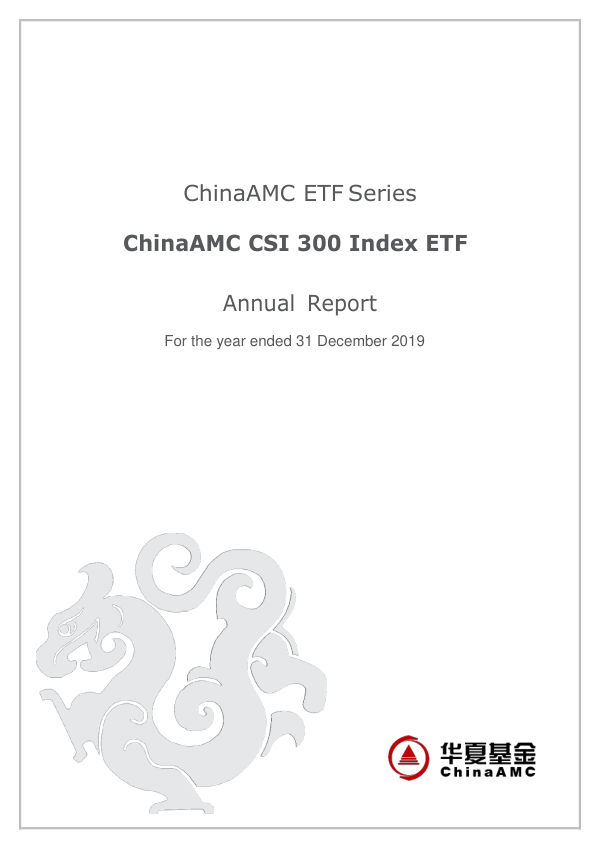 ChinaAMC ETF Series
ChinaAMC CSI 300 Index ETF
Annual Report
For the year ended 31 December 2019
华夏基金
ChinaAMC